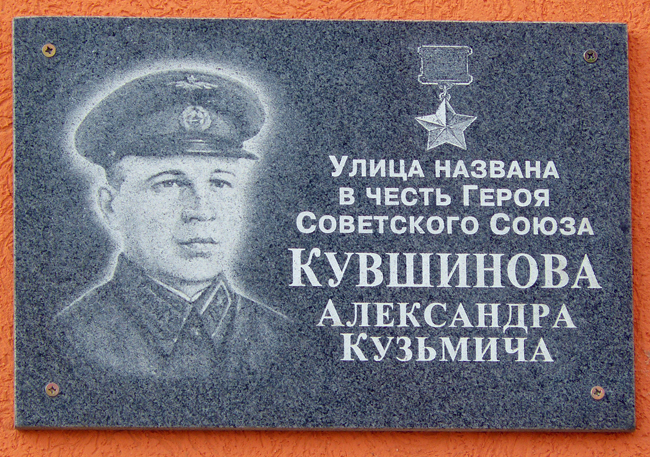 Улица названа
в честь Героя
Советского Союза
Кувшинова
Александра
Кузьмича